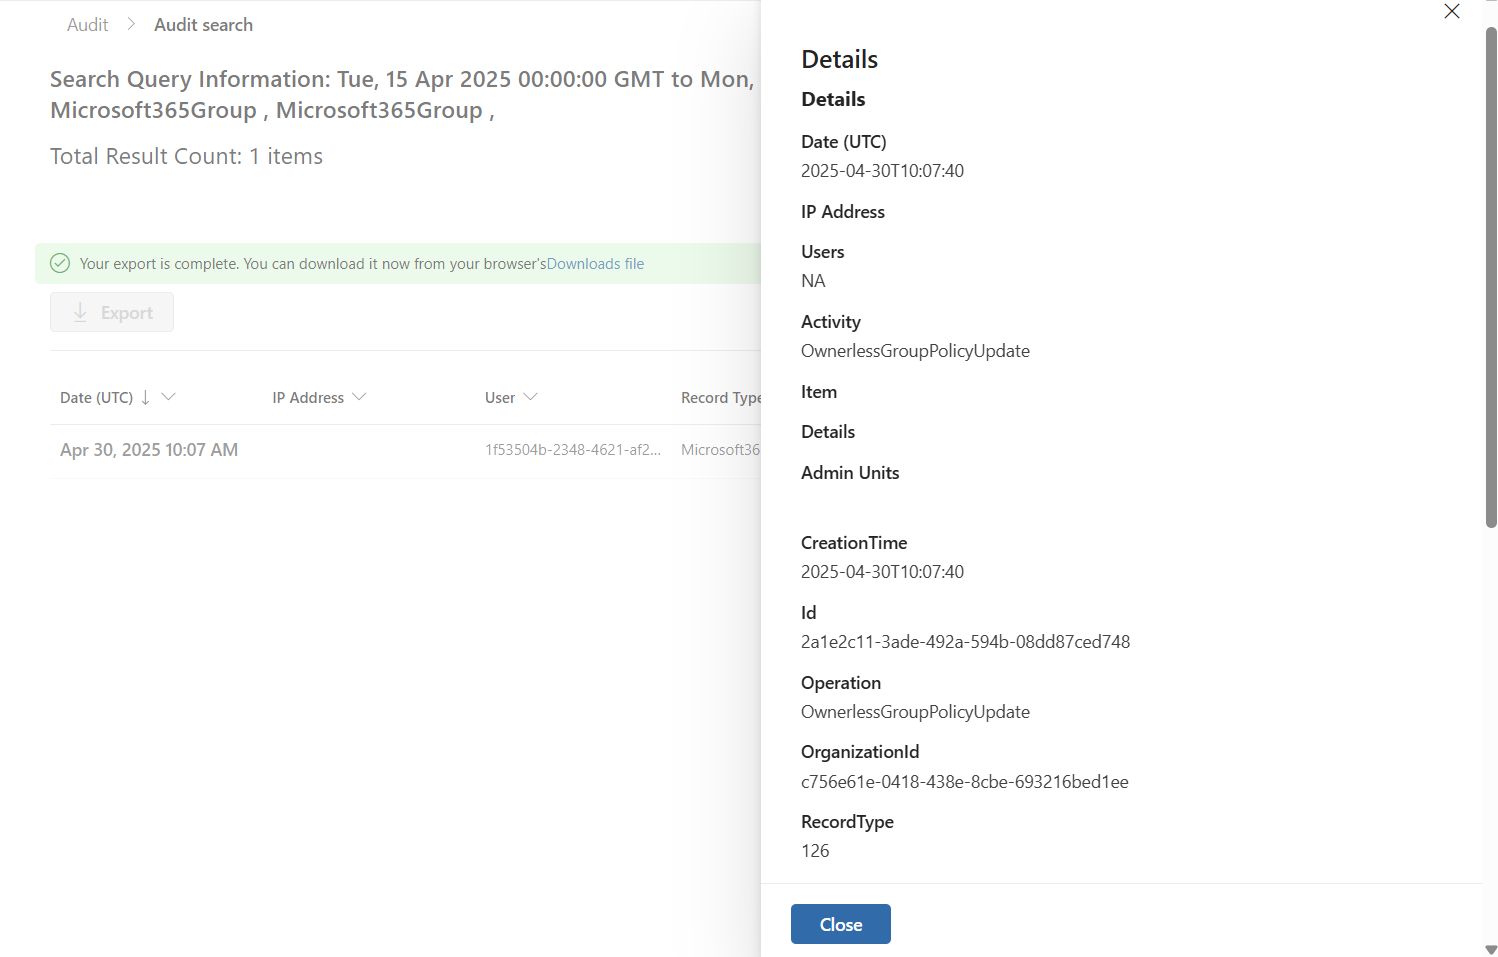 Audit > Audit search
Search Query Information: Tue, 15 Apr 2025 00:00:00 GMT to Mon,
Microsoft365Group , Microsoft365Group ,
Total Result Count: 1 items
Your export is complete. You can download it now from your browser'sDownloads file
Export
Date (UTC) ↓ IP Address User Record Type
Apr 30, 2025 10:07 AM 1f53504b-2348-4621-af2... Microsoft36
Details
Details
Date (UTC)
2025-04-30T10:07:40
IP Address
Users
NA
Activity
OwnerlessGroupPolicyUpdate
Item
Details
Admin Units
CreationTime
2025-04-30T10:07:40
Id
2a1e2c11-3ade-492a-594b-08dd87ced748
Operation
OwnerlessGroupPolicyUpdate
OrganizationId
c756e61e-0418-438e-8cbe-693216bed1ee
RecordType
126
Close